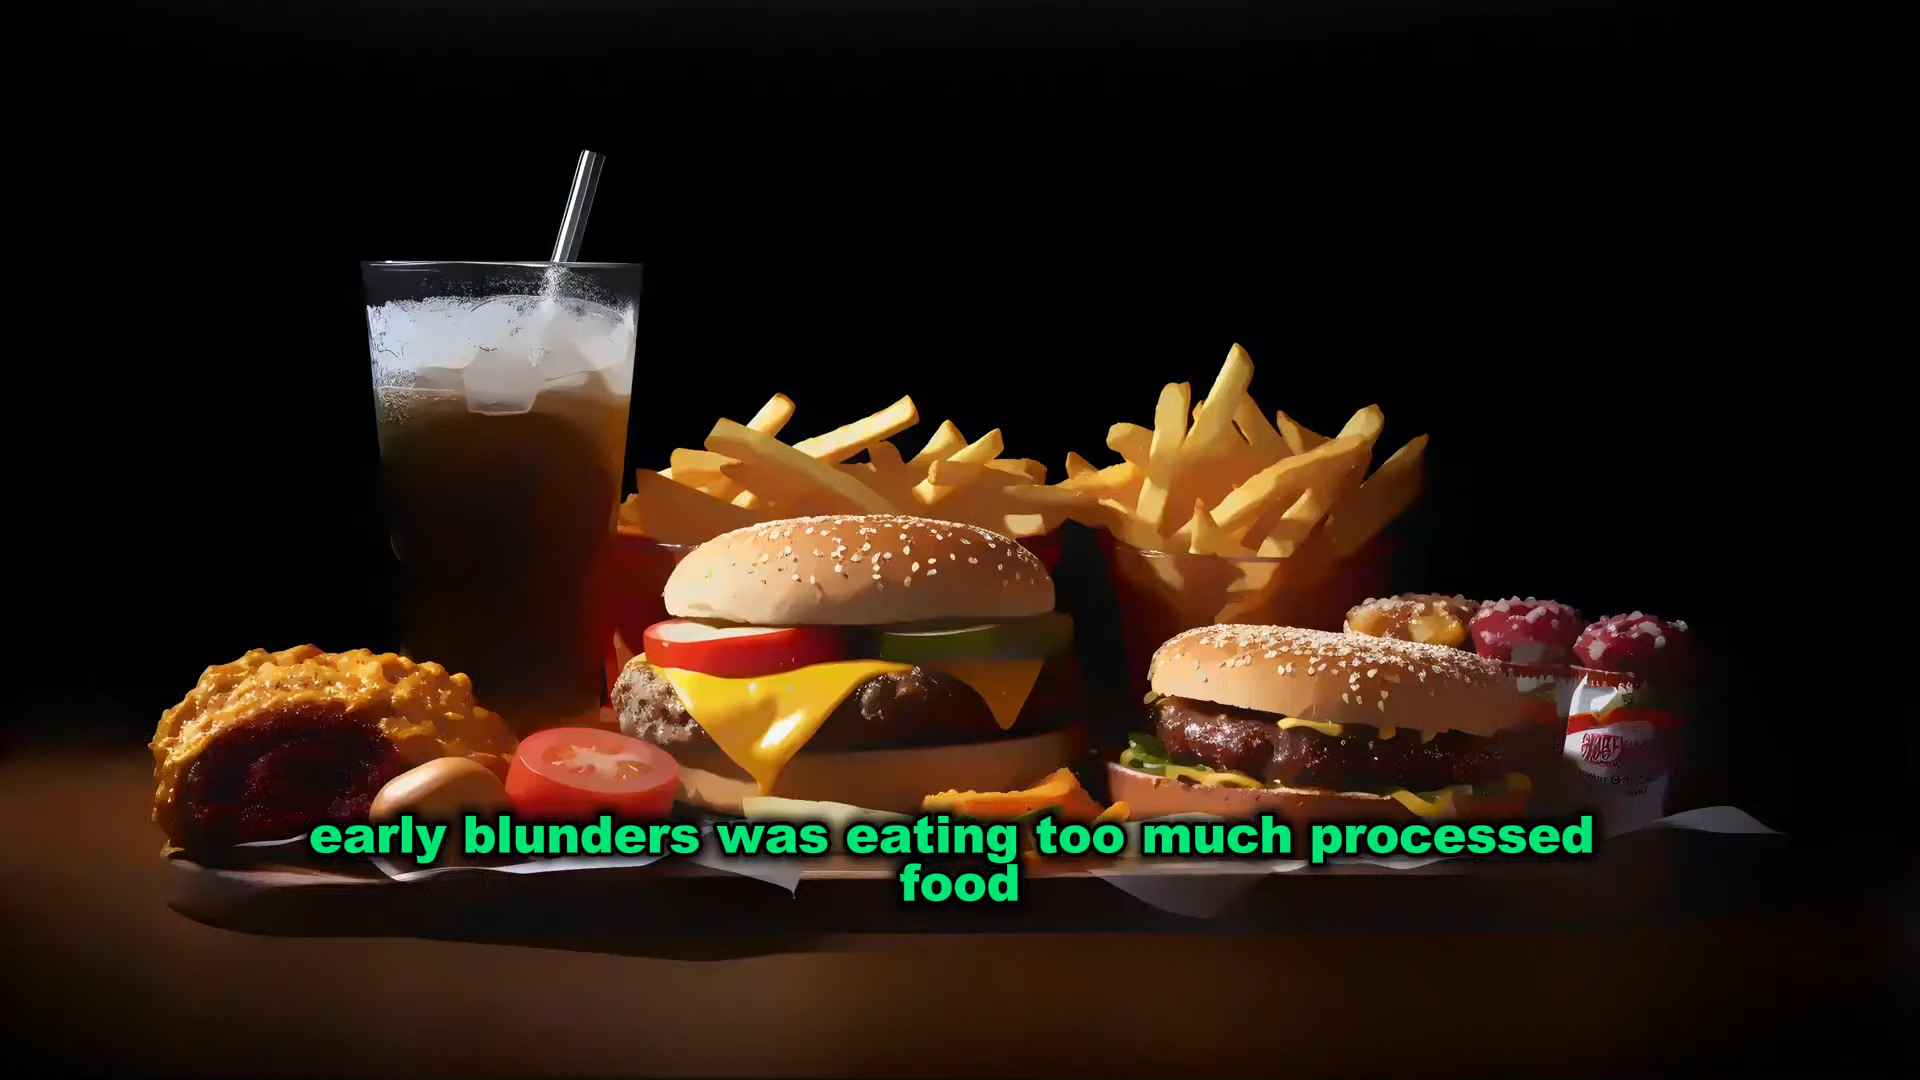 early blunders was eating too much processed
food